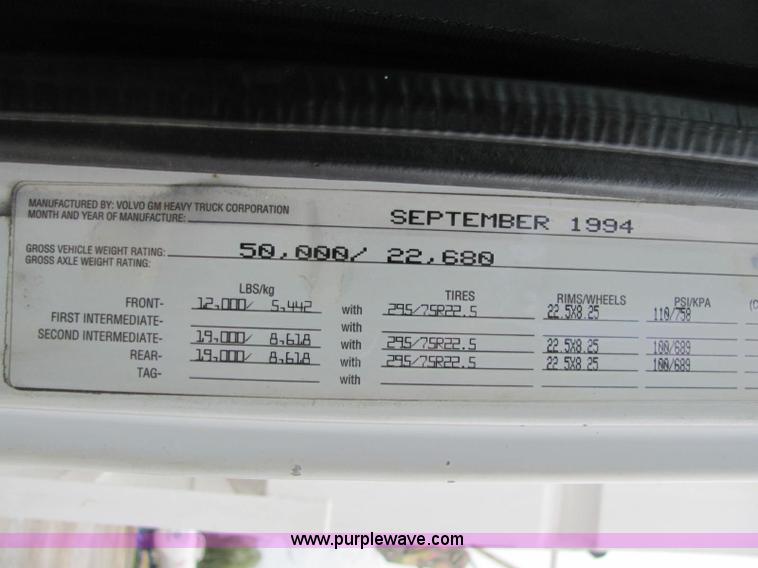 MANUFACTURED BY: VOLVO GM HEAVY TRUCK CORPORATION
MONTH AND YEAR OF MANUFACTURE: SEPTEMBER 1994
GROSS VEHICLE WEIGHT RATING: 50,000/ 22,680
GROSS AXLE WEIGHT RATING:
LBS/kg TIRES RIMS/WHEELS PSI/KPA
FRONT- 12,000/ 5,442 with 295/75R22.5 22.5X8.25 110/758
FIRST INTERMEDIATE- with
SECOND INTERMEDIATE- 19,000/ 8,618 with 295/75R22.5 22.5X8.25 100/689
REAR- 19,000/ 8,618 with 295/75R22.5 22.5X8.25 100/689
TAG- with
www.purplewave.com